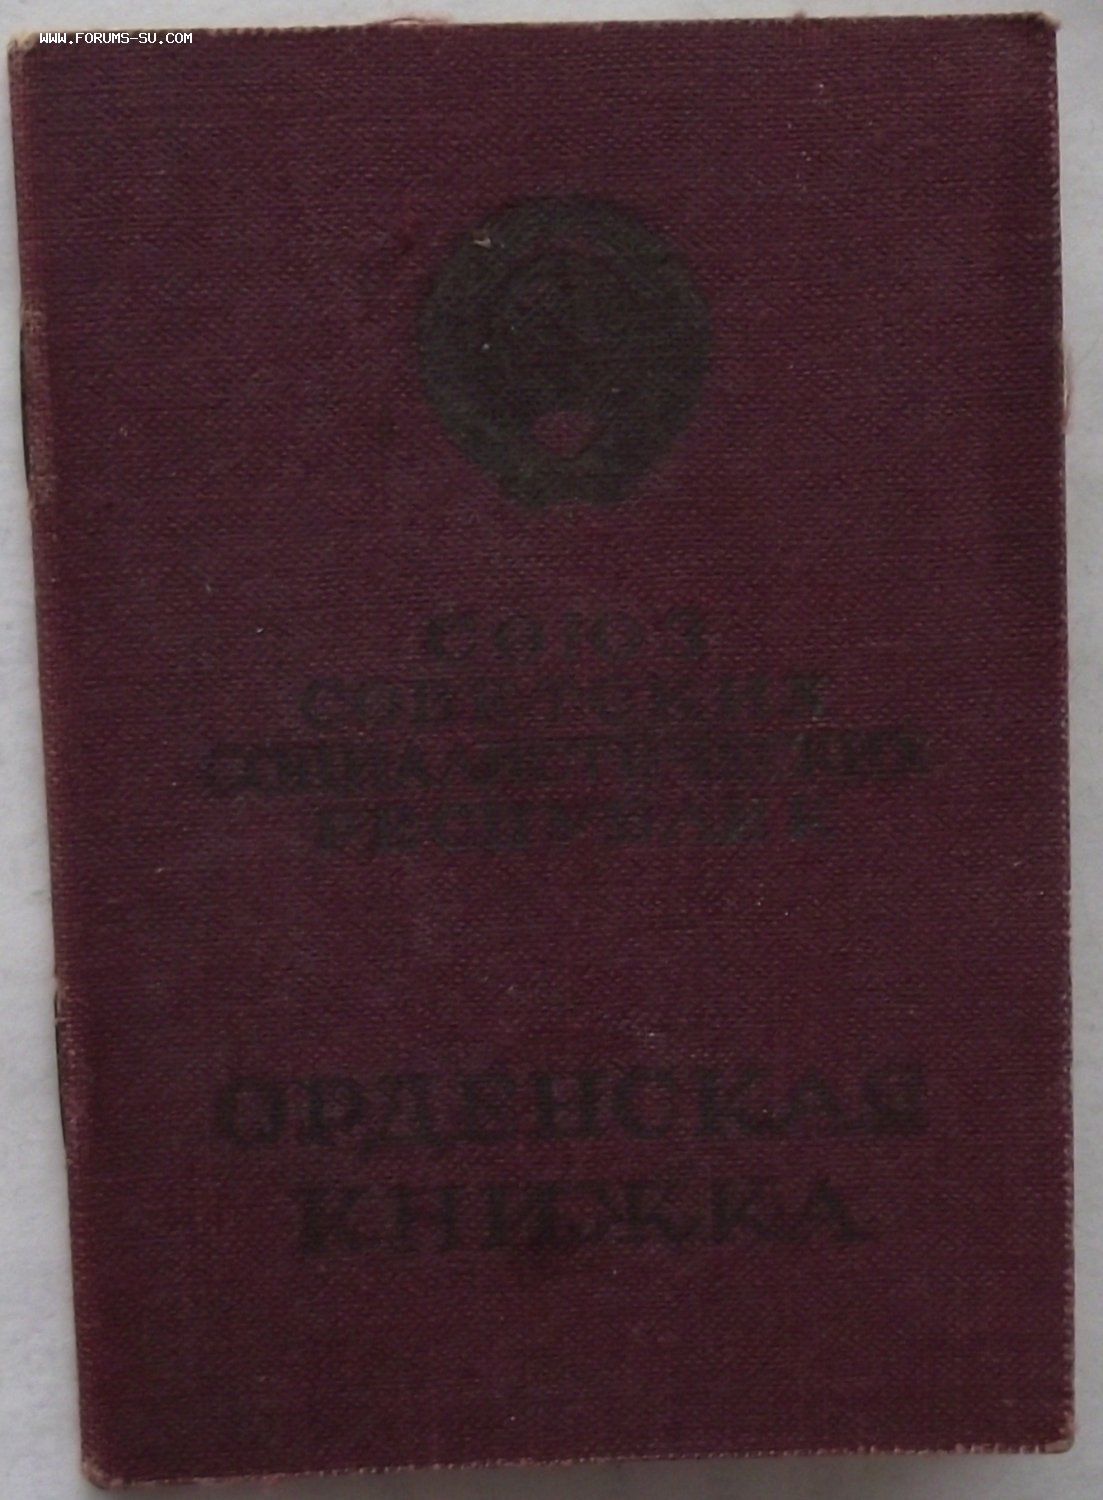 WWW.FORUMS-SU.COM
СОЮЗ
СОВЕТСКИХ
СОЦИАЛИСТИЧЕСКИХ
РЕСПУБЛИК
ОРДЕНСКАЯ
КНИЖКА